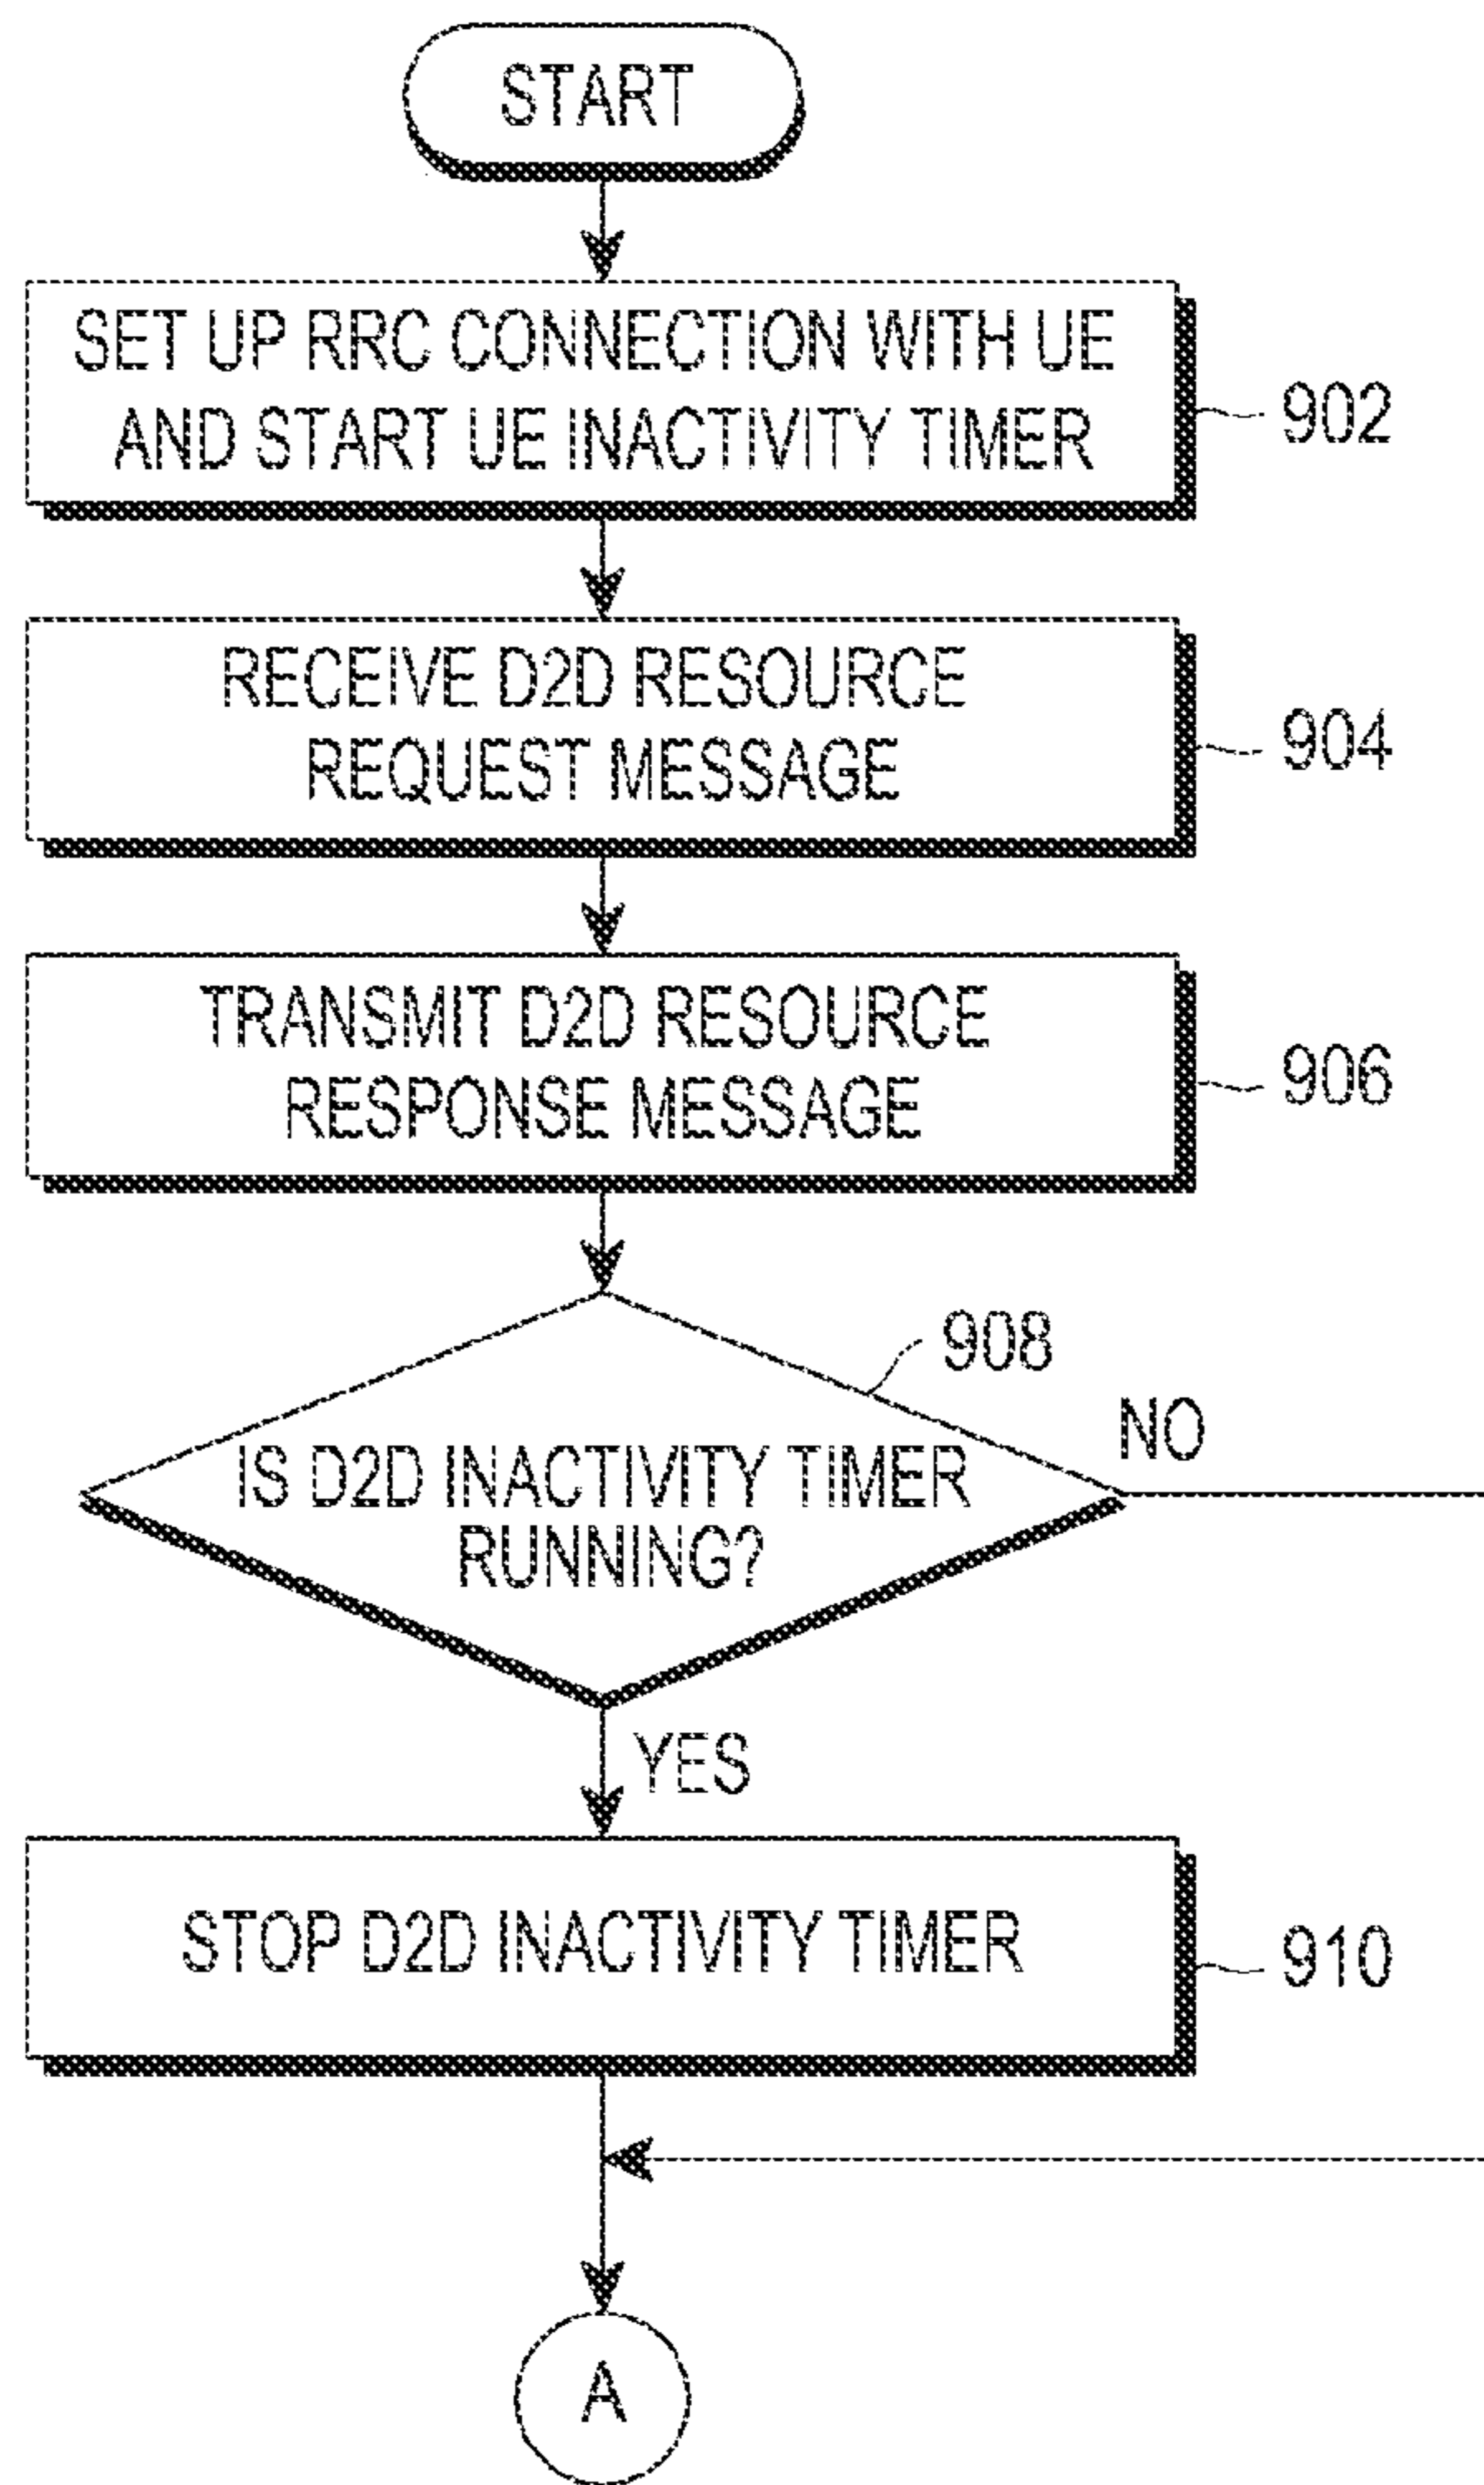 START
SET UP RRC CONNECTION WITH UE
AND START UE INACTIVITY TIMER
902
RECEIVE D2D RESOURCE
REQUEST MESSAGE
904
TRANSMIT D2D RESOURCE
RESPONSE MESSAGE
906
908
NO
IS D2D INACTIVITY TIMER
RUNNING?
YES
STOP D2D INACTIVITY TIMER
910
A